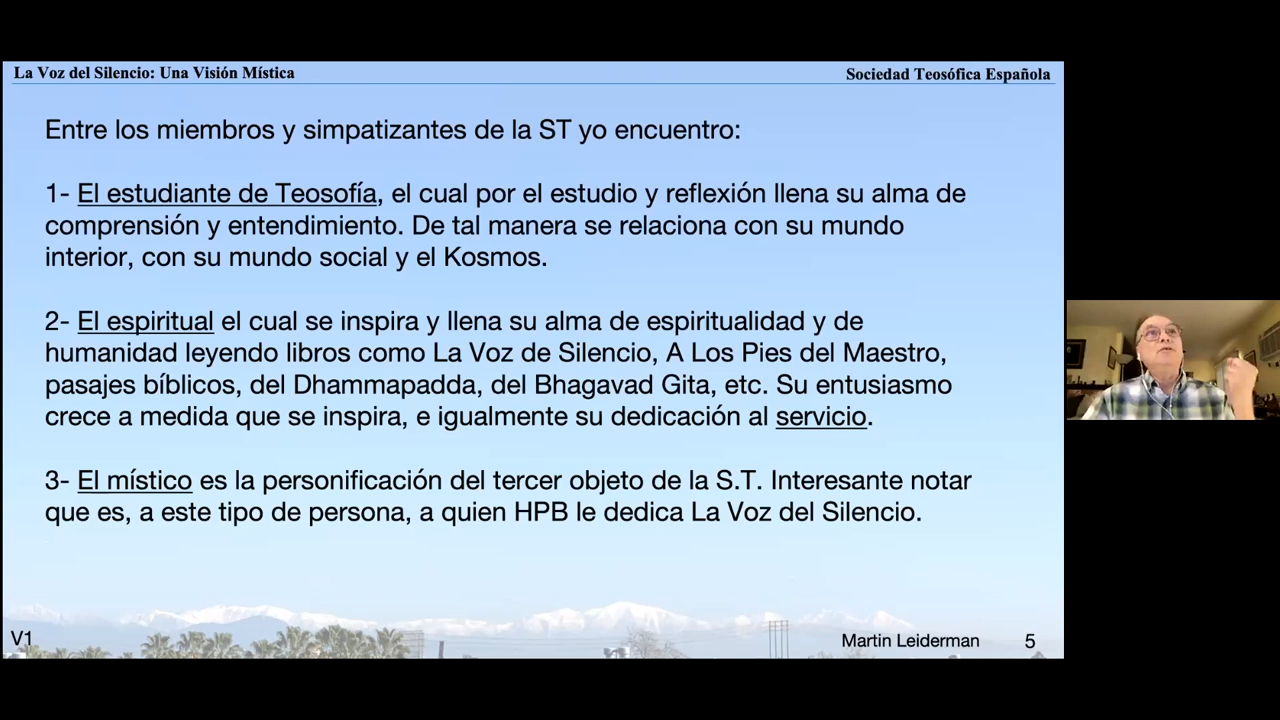 La Voz del Silencio: Una Visión Mística
Sociedad Teosófica Española
Entre los miembros y simpatizantes de la ST yo encuentro:
1- El estudiante de Teosofía, el cual por el estudio y reflexión llena su alma de
comprensión y entendimiento. De tal manera se relaciona con su mundo
interior, con su mundo social y el Kosmos.
2- El espiritual el cual se inspira y llena su alma de espiritualidad y de
humanidad leyendo libros como La Voz de Silencio, A Los Pies del Maestro,
pasajes bíblicos, del Dhammapadda, del Bhagavad Gita, etc. Su entusiasmo
crece a medida que se inspira, e igualmente su dedicación al servicio.
3- El místico es la personificación del tercer objeto de la S.T. Interesante notar
que es, a este tipo de persona, a quien HPB le dedica La Voz del Silencio.
V1
Martin Leiderman
5